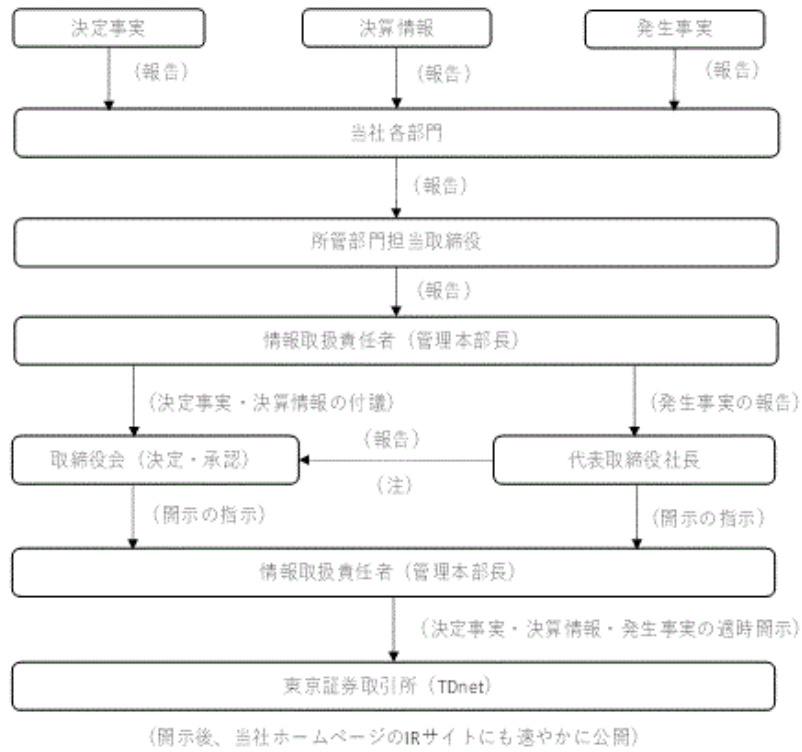 決定事実
決算情報
発生事実
(報告)
(報告)
(報告)
当社各部門
(報告)
所管部門担当取締役
(報告)
情報取扱責任者(管理本部長)
(決定事実・決算情報の付議)
(発生事実の報告)
取締役会(決定・承認)
(報告)
(注)
代表取締役社長
(開示の指示)
(開示の指示)
情報取扱責任者(管理本部長)
(決定事実・決算情報・発生事実の適時開示)
東京証券取引所(TDnet)
(開示後、当社ホームページのIRサイトにも速やかに公開)